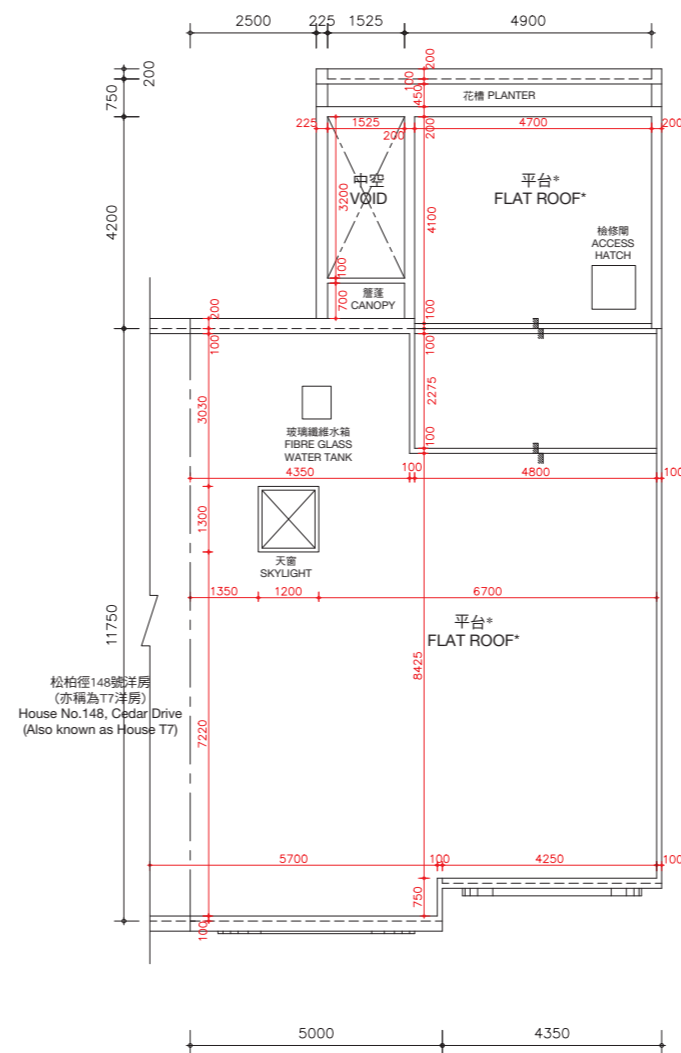 2500 225 1525 4900
200
750
200
100
450
花槽 PLANTER
225 1525 200 4700 200
200
中空
VOID
平台*
FLAT ROOF*
3200
4100
4200
檢修閘
ACCESS
HATCH
100
簷蓬
CANOPY
700
100
200
100
100
2275
3030
玻璃纖維水箱
FIBRE GLASS
WATER TANK
100
4350 100 4800 100
1300
天窗
SKYLIGHT
1350 1200 6700
11750
平台*
FLAT ROOF*
8425
松柏徑148號洋房
(亦稱為T7洋房)
House No.148, Cedar Drive
(Also known as House T7)
7220
5700 100 4250 100
750
100
5000 4350